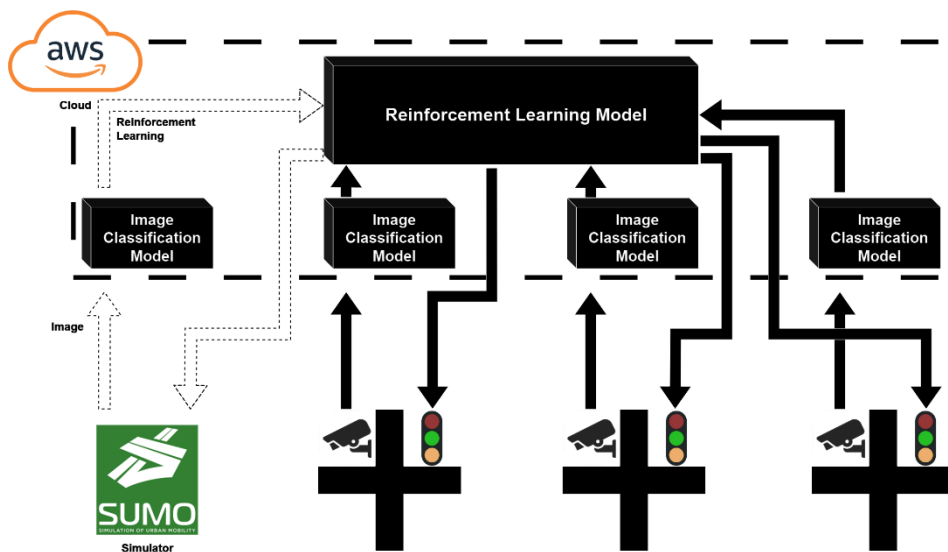 aws
Cloud
Reinforcement
Learning
Reinforcement Learning Model
Image
Classification
Model
Image
Classification
Model
Image
Classification
Model
Image
Classification
Model
Image
SUMO
SIMULATION OF URBAN MOBILITY
Simulator